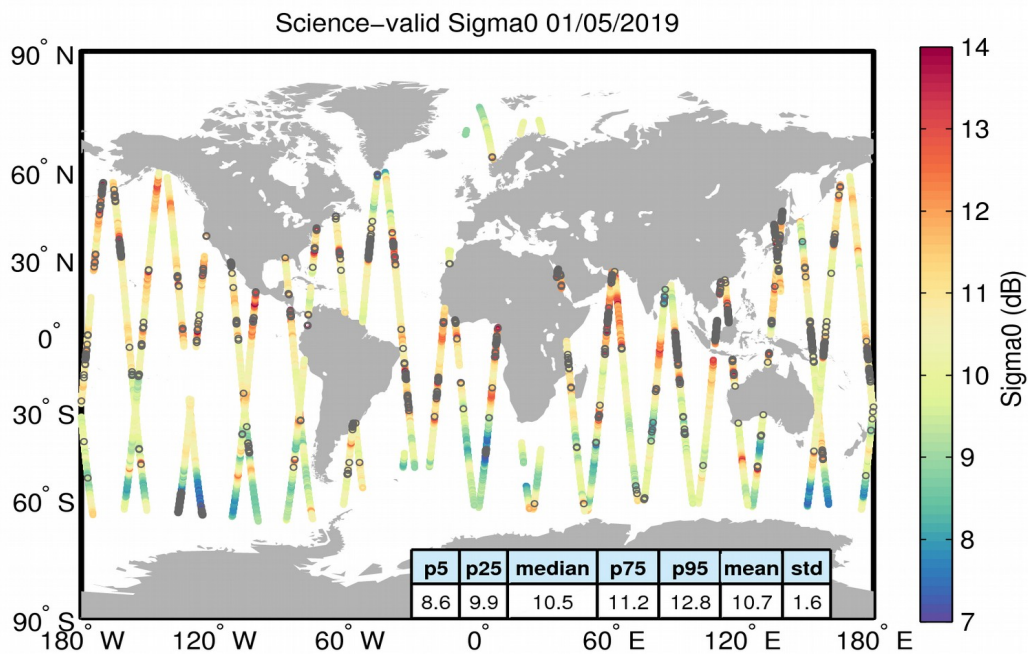 Science−valid Sigma0 01/05/2019
90° N
60° N
30° N
0°
30° S
60° S
90° S
180° W
120° W
60° W
0°
60° E
120° E
180° E
p5 p25 median p75 p95 mean std
8.6 9.9 10.5 11.2 12.8 10.7 1.6
14
13
12
11
10
9
8
7
Sigma0 (dB)